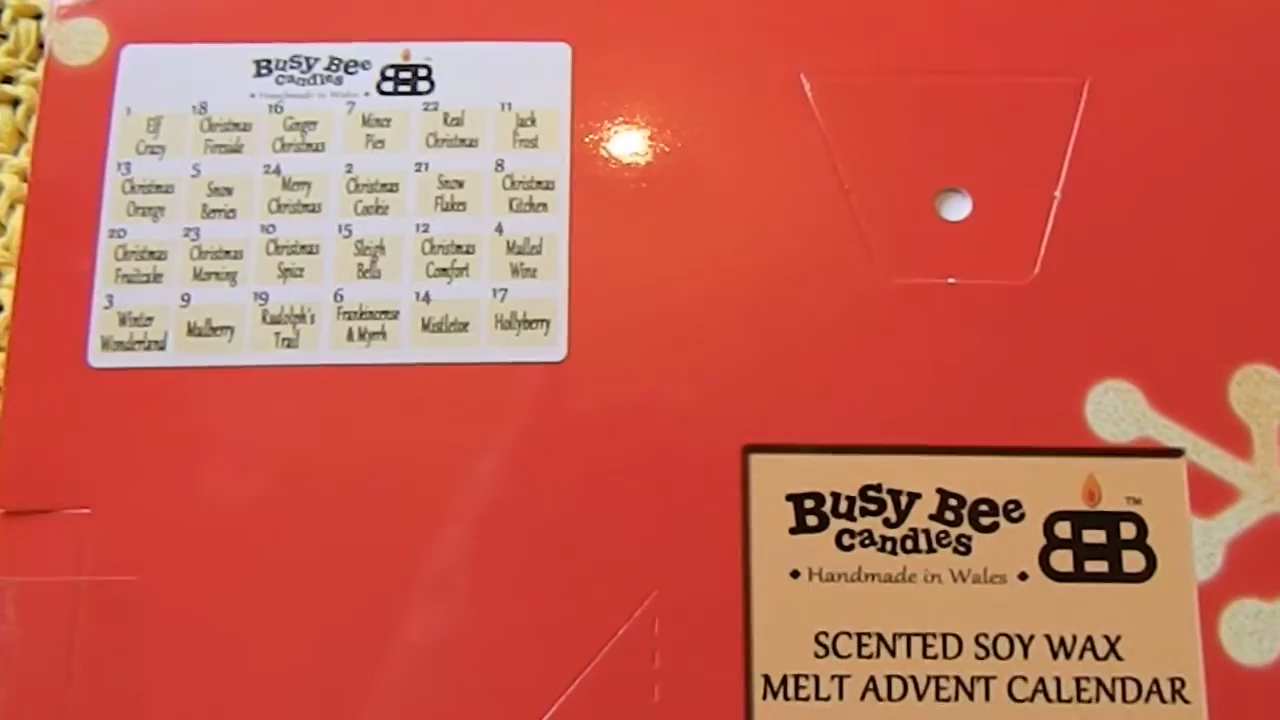 Busy Bee
candles
Handmade in Wales
1 18 16 7 22 11
Elf Christmas Ginger Mince Real Jack
Crazy Fireside Christmas Pies Christmas Frost
13 5 24 2 21 8
Christmas Snow Merry Christmas Snow Christmas
Orange Berries Christmas Cookie Flakes Kitchen
20 23 10 15 12 4
Christmas Christmas Christmas Sleigh Christmas Mulled
Fruitcake Morning Spice Bells Comfort Wine
3 9 19 6 14 17
Winter Mulberry Rudolph's Frankincense Mistletoe Hollyberry
Wonderland Trail & Myrrh
Busy Bee
candles
BB ™
• Handmade in Wales •
SCENTED SOY WAX
MELT ADVENT CALENDAR